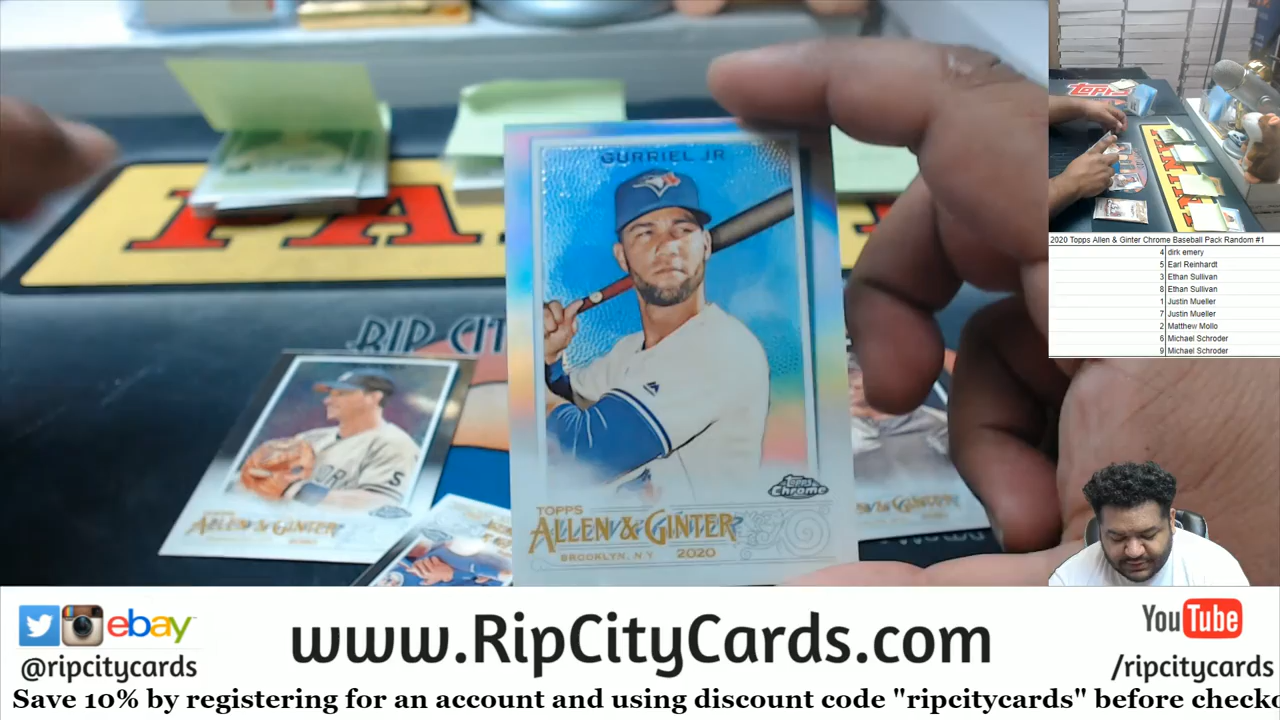 GURRIEL JR
Topps
Chrome
TOPPS
ALLEN & GINTER
BROOKLYN, N.Y. 2020
RIP CIT
ALLEN & GINTER
& GINTER
topps
2020 Topps Allen & Ginter Chrome Baseball Pack Random #1
4 dirk emery
5 Earl Reinhardt
3 Ethan Sullivan
8 Ethan Sullivan
1 Justin Mueller
7 Justin Mueller
2 Matthew Mollo
6 Michael Schroder
9 Michael Schroder
ebay
@ripcitycards
www.RipCityCards.com
YouTube
/ripcitycards
Save 10% by registering for an account and using discount code "ripcitycards" before checko